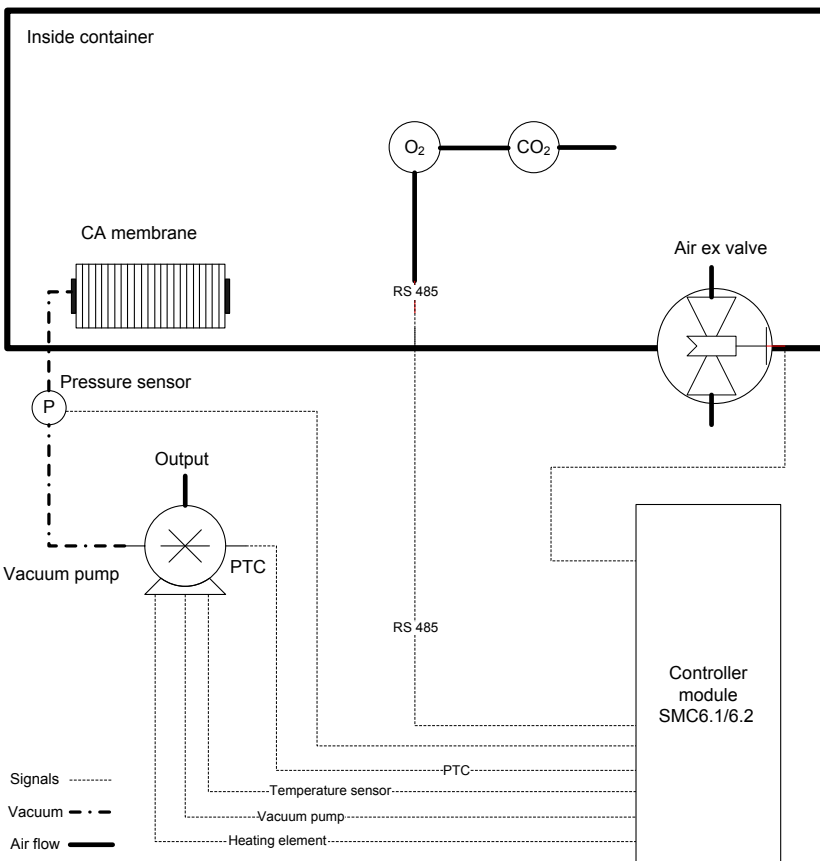 Inside container
O₂
CO₂
CA membrane
Air ex valve
RS 485
Pressure sensor
P
Output
Vacuum pump
PTC
RS 485
Controller
module
SMC6.1/6.2
PTC
Temperature sensor
Vacuum pump
Heating element
Signals
Vacuum
Air flow